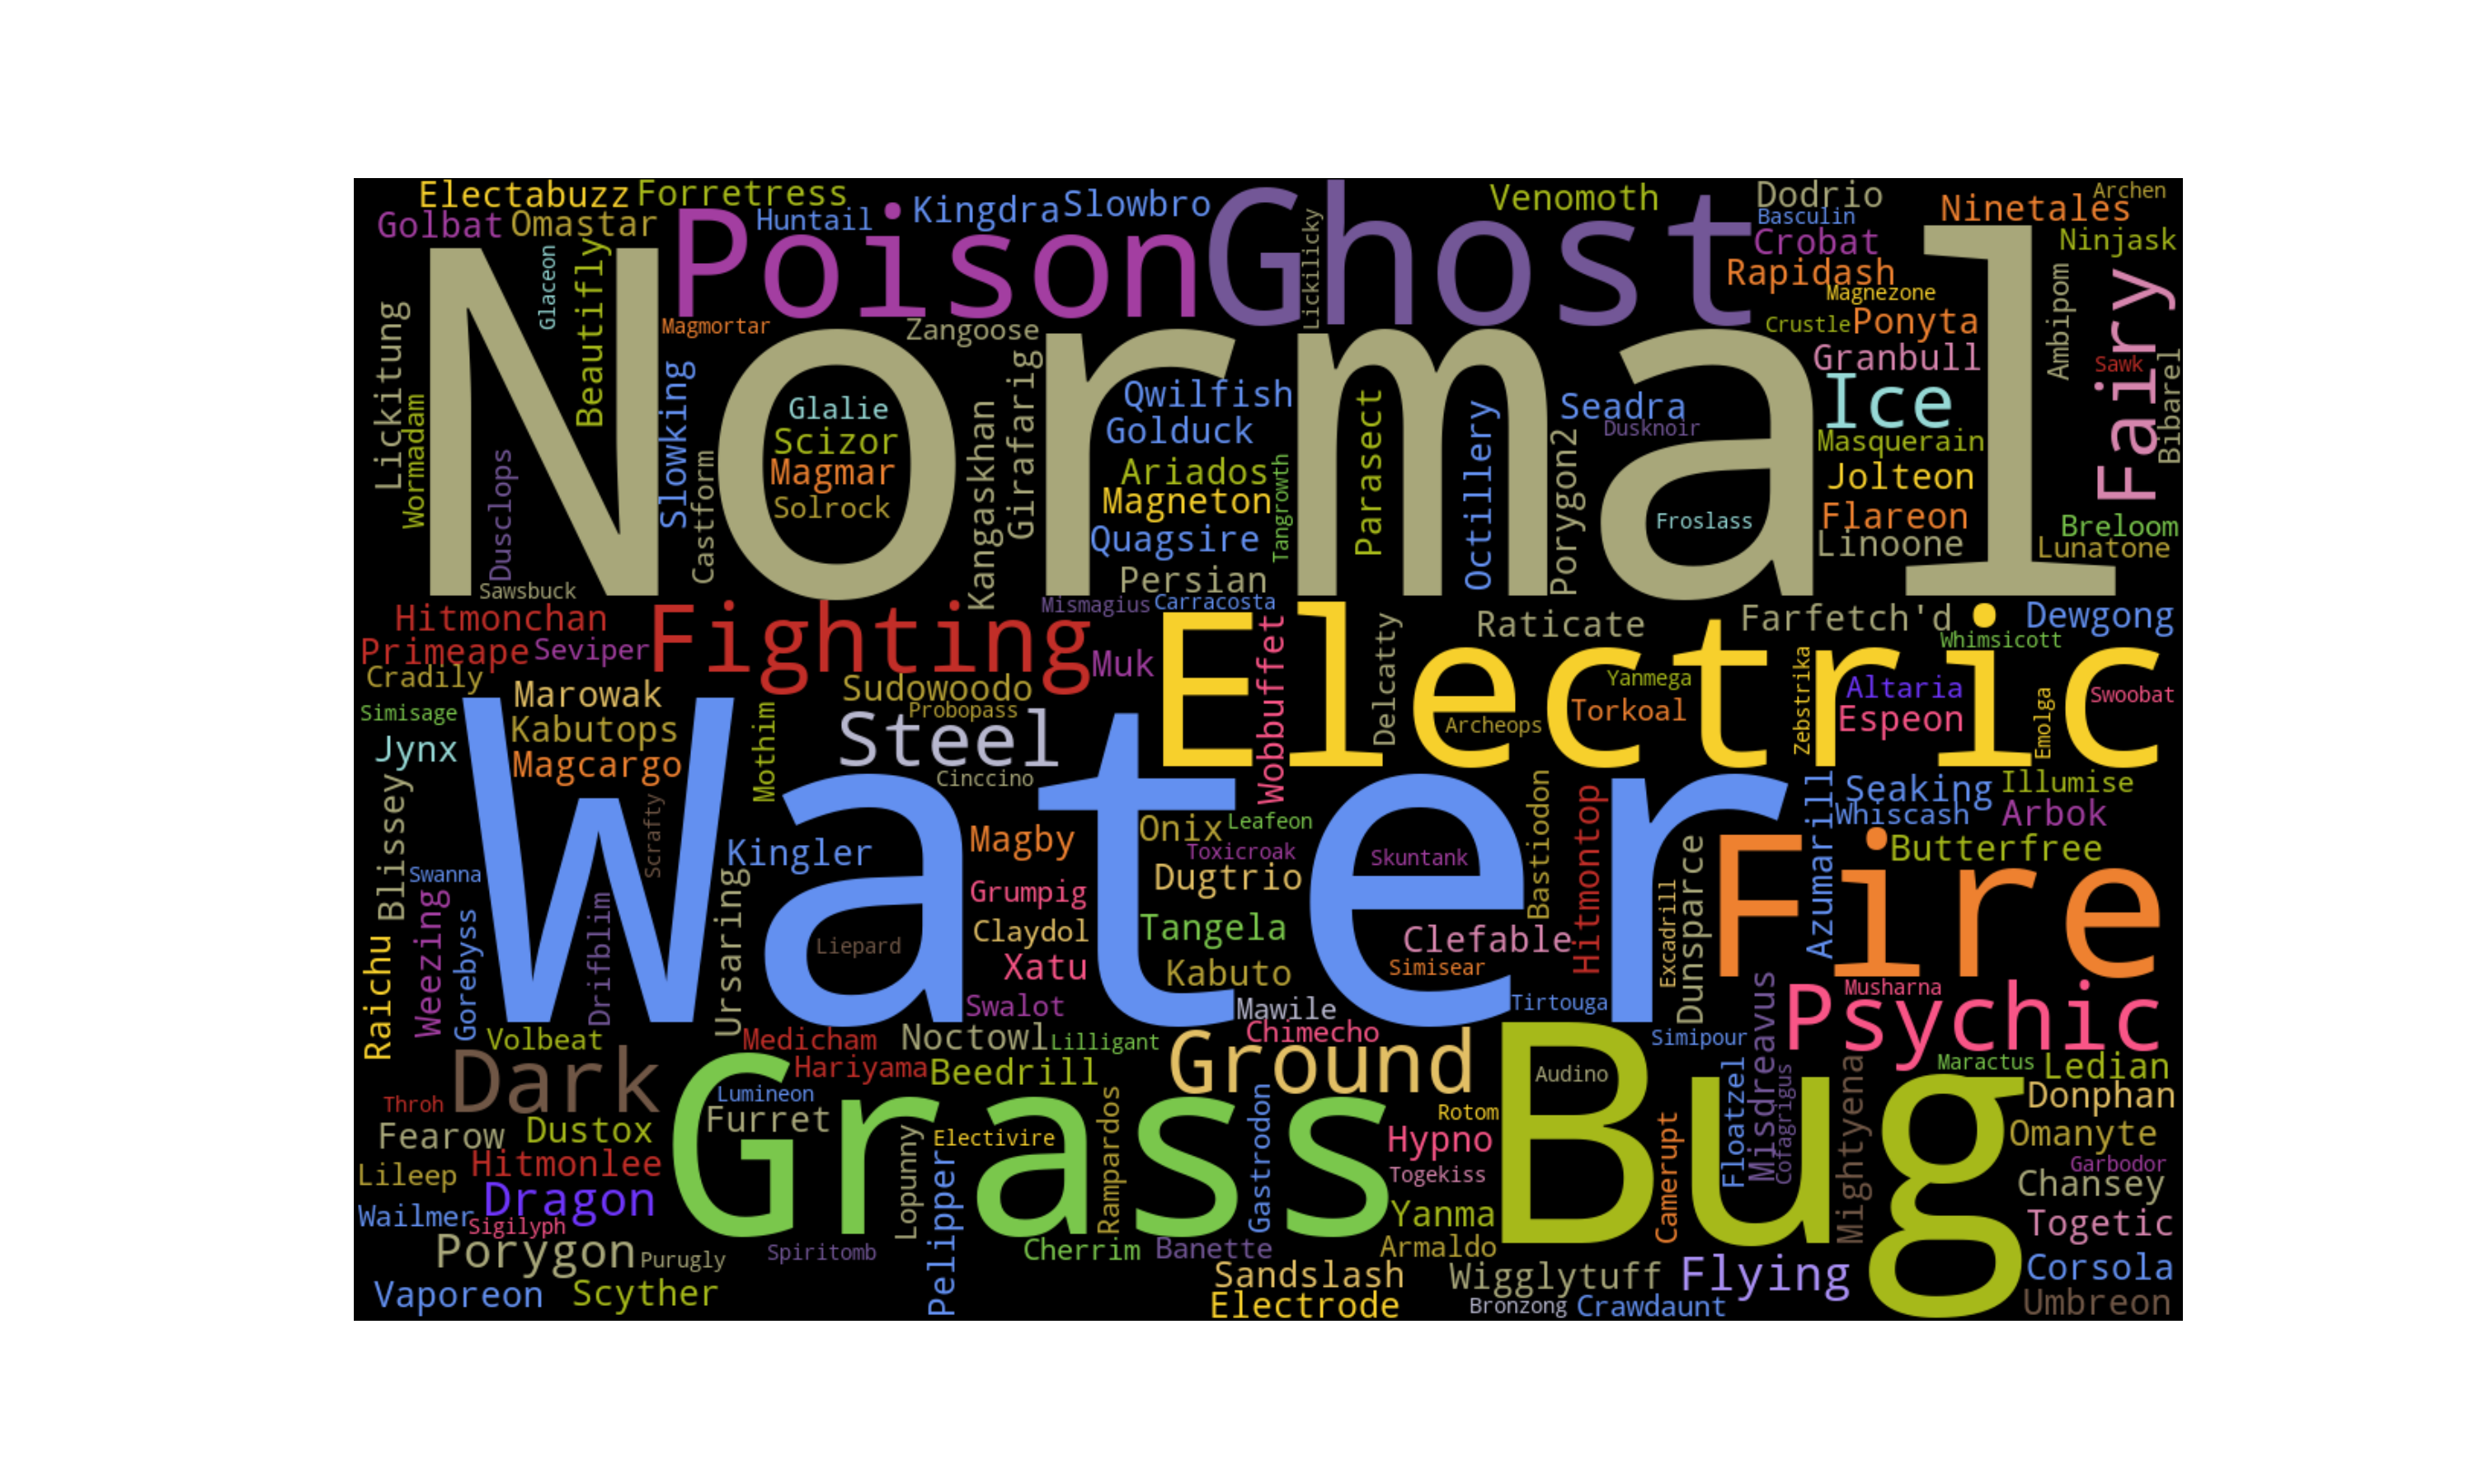 Electabuzz
Forretress
Golbat
Omastar
Huntail
Kingdra
Slowbro
Venomoth
Dodrio
Basculin
Ninetales
Archen
Poison
Ghost
Crobat
Ninjask
Rapidash
Magnezone
Glaceon
Beautifly
Lickilicky
Normal
Lickitung
Wormadam
Magmortar
Zangoose
Crustle
Ponyta
Granbull
Ambipom
Fairy
Sawk
Bibarel
Slowking
Glalie
Scizor
Magmar
Solrock
Castform
Dusclops
Kangaskhan
Girafarig
Qwilfish
Golduck
Ariados
Magneton
Quagsire
Tangrowth
Persian
Parasect
Octillery
Porygon2
Seadra
Dusknoir
Froslass
Ice
Masquerain
Jolteon
Flareon
Linoone
Breloom
Lunatone
Sawsbuck
Hitmonchan
Primeape
Seviper
Cradily
Fighting
Mismagius
Carracosta
Muk
Electric
Wobbuffet
Delcatty
Raticate
Farfetch'd
Dewgong
Whimsicott
Simisage
Marowak
Kabutops
Magcargo
Jynx
Mothim
Sudowoodo
Probopass
Steel
Cinccino
Archeops
Yanmega
Torkoal
Zebstrika
Altaria
Espeon
Emolga
Swoobat
Water
Blissey
Swanna
Scrafty
Kingler
Magby
Onix
Leafeon
Toxicroak
Dugtrio
Skuntank
Bastiodon
Hitmontop
Seaking
Illumise
Whiscash
Arbok
Azumarill
Butterfree
Fire
Raichu
Weezing
Gorebyss
Drifblim
Ursaring
Liepard
Grumpig
Claydol
Xatu
Swalot
Tangela
Kabuto
Mawile
Chimecho
Clefable
Simisear
Tirtouga
Excadrill
Dunsparce
Musharna
Psychic
Volbeat
Medicham
Noctowl
Lilligant
Simipour
Misdreavus
Dark
Hariyama
Beedrill
Ground
Audino
Bug
Cofagrigus
Mightyena
Maractus
Ledian
Donphan
Throh
Lumineon
Furret
Grass
Fearow
Dustox
Lopunny
Electivire
Rampardos
Gastrodon
Rotom
Hypno
Togekiss
Camerupt
Floatzel
Omanyte
Garbodor
Chansey
Togetic
Lileep
Hitmonlee
Dragon
Wailmer
Sigilyph
Porygon
Purugly
Spiritomb
Pelipper
Cherrim
Banette
Yanma
Armaldo
Vaporeon
Scyther
Sandslash
Electrode
Wigglytuff
Flying
Bronzong
Crawdaunt
Corsola
Umbreon